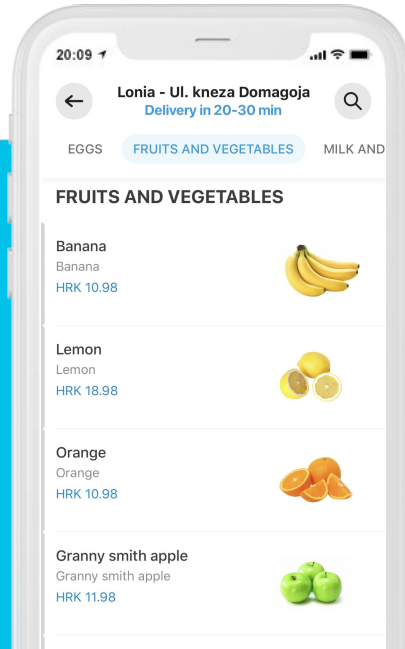 20:09
Lonia - Ul. kneza Domagoja
Delivery in 20-30 min
EGGS
FRUITS AND VEGETABLES
MILK AND
FRUITS AND VEGETABLES
Banana
Banana
HRK 10.98
Lemon
Lemon
HRK 18.98
Orange
Orange
HRK 10.98
Granny smith apple
Granny smith apple
HRK 11.98